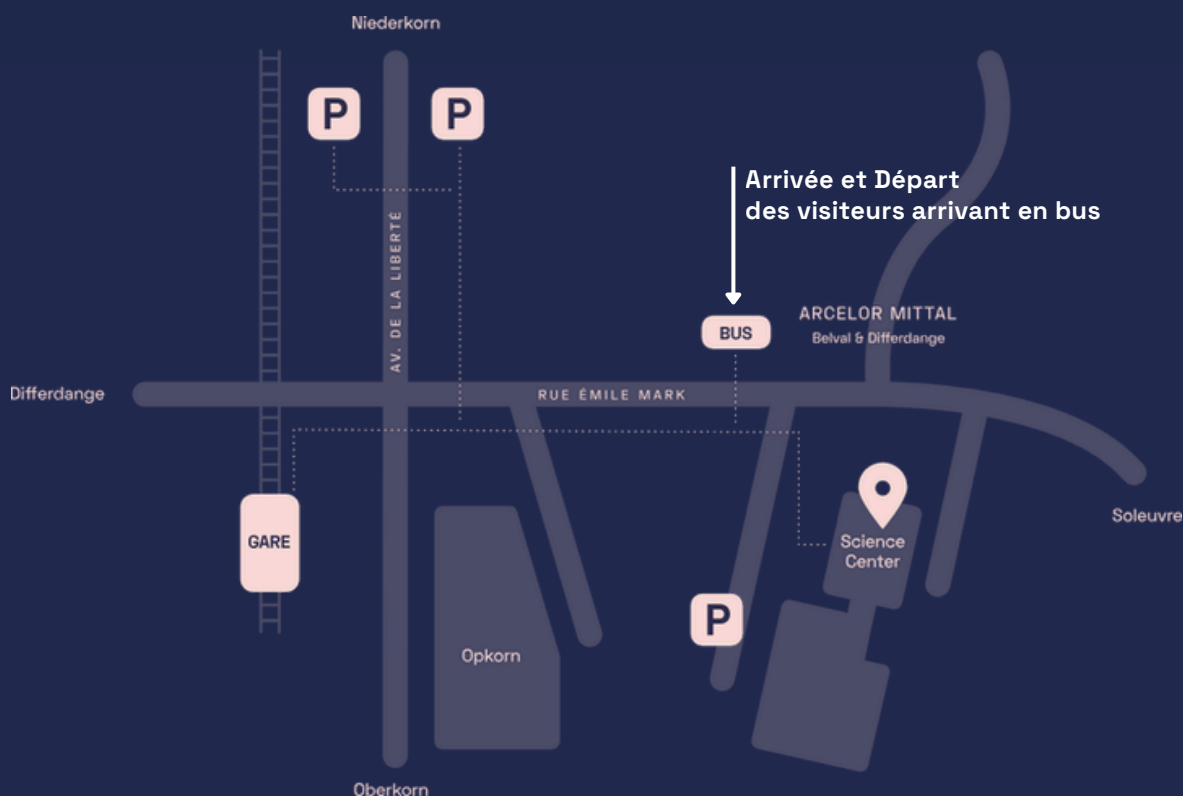 Niederkorn
P
P
Arrivée et Départ
des visiteurs arrivant en bus
AV. DE LA LIBERTÉ
BUS
ARCELOR MITTAL
Belval & Differdange
Differdange
RUE ÉMILE MARK
Soleuvre
GARE
Science
Center
P
Opkorn
Oberkorn